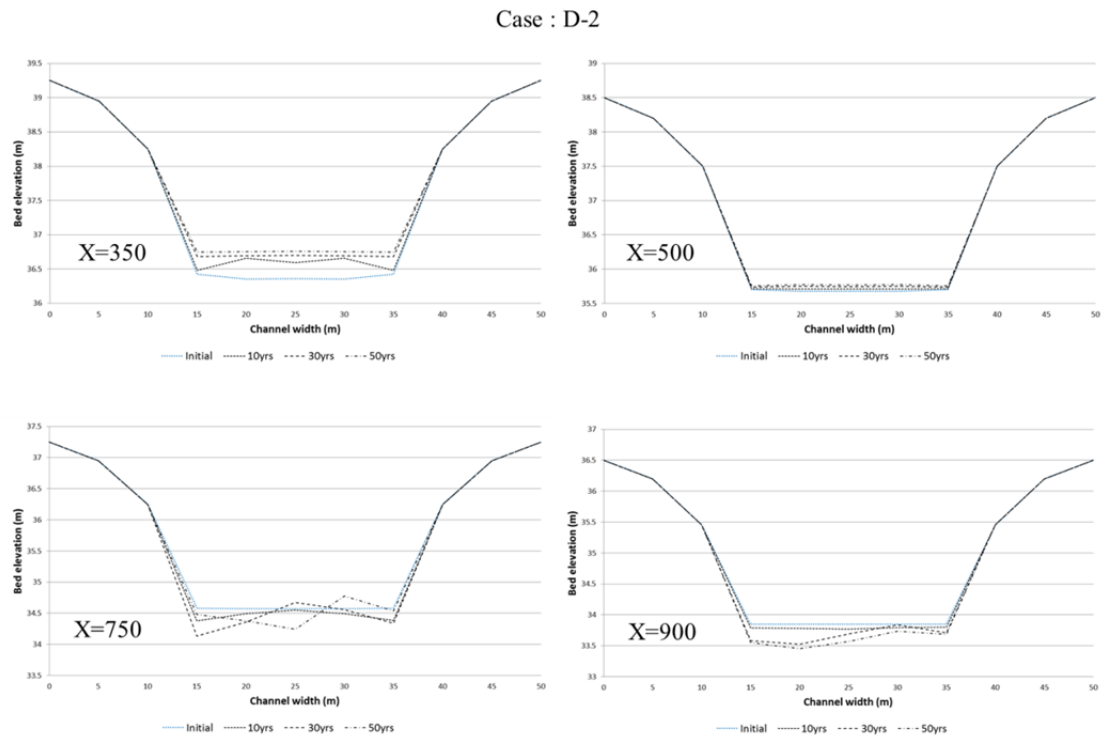 Case : D-2
39.5
39
38.5
38
37.5
37
36.5
36
Bed elevation (m)
X=350
0 5 10 15 20 25 30 35 40 45 50
Channel width (m)
Initial 10yrs 30yrs 50yrs
39
38.5
38
37.5
37
36.5
36
35.5
Bed elevation (m)
X=500
0 5 10 15 20 25 30 35 40 45 50
Channel width (m)
Initial 10yrs 30yrs 50yrs
37.5
37
36.5
36
35.5
35
34.5
34
33.5
Bed elevation (m)
X=750
0 5 10 15 20 25 30 35 40 45 50
Channel width (m)
Initial 10yrs 30yrs 50yrs
37
36.5
36
35.5
35
34.5
34
33.5
33
Bed elevation (m)
X=900
0 5 10 15 20 25 30 35 40 45 50
Channel width (m)
Initial 10yrs 30yrs 50yrs